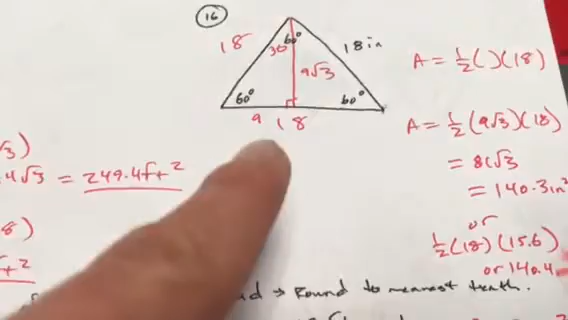 16
60°
30
18
18 in
9√3
60°
60°
9
18
A = ½( )(18)
A = ½(9√3)(18)
= 81√3
= 140.3in²
or
½(18)(15.6)
or 140.4
√3)
4√3 = 249.4ft²
8)
ft²
→ Round to nearest tenth.